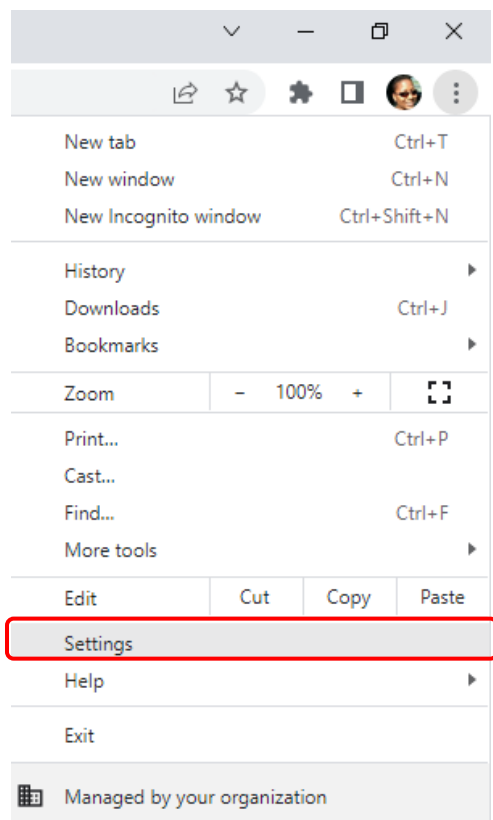 New tab Ctrl+T
New window Ctrl+N
New Incognito window Ctrl+Shift+N
History
Downloads Ctrl+J
Bookmarks
Zoom – 100% +
Print... Ctrl+P
Cast...
Find... Ctrl+F
More tools
Edit Cut Copy Paste
Settings
Help
Exit
Managed by your organization